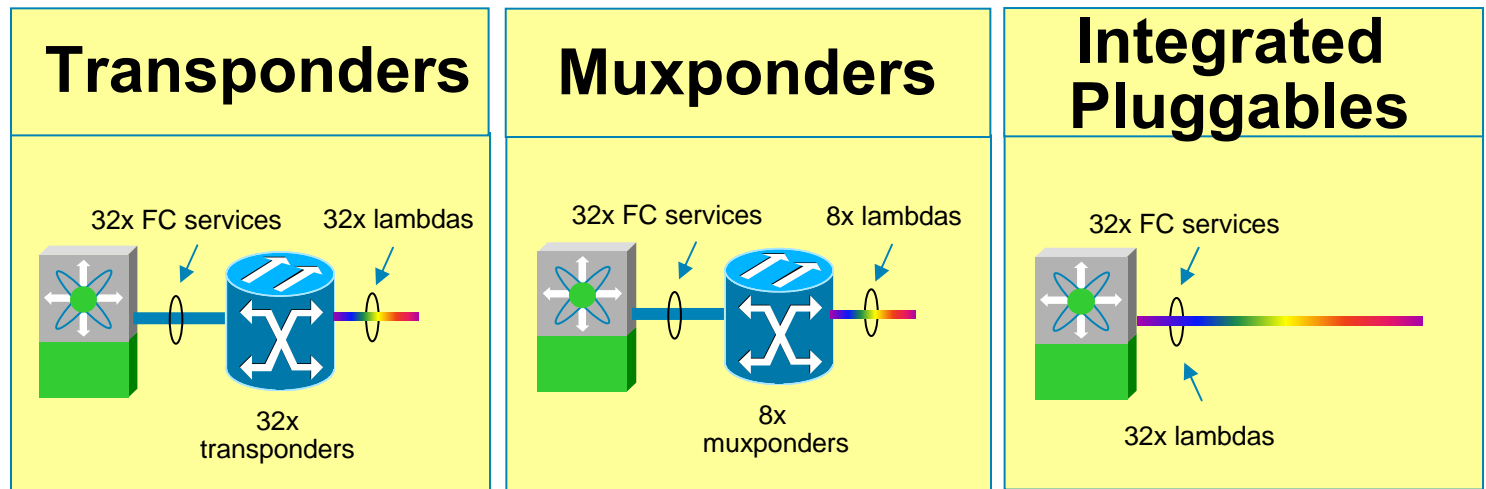 Transponders
32x FC services
32x lambdas
32x
transponders
Muxponders
32x FC services
8x lambdas
8x
muxponders
Integrated
Pluggables
32x FC services
32x lambdas